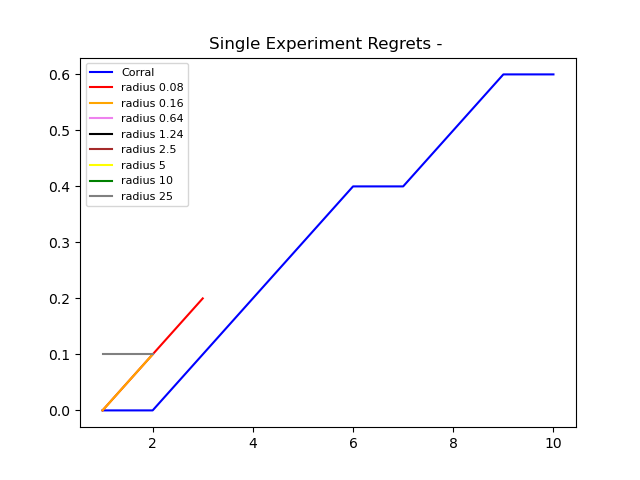 Single Experiment Regrets -
0.6
0.5
0.4
0.3
0.2
0.1
0.0
Corral
radius 0.08
radius 0.16
radius 0.64
radius 1.24
radius 2.5
radius 5
radius 10
radius 25
2 4 6 8 10